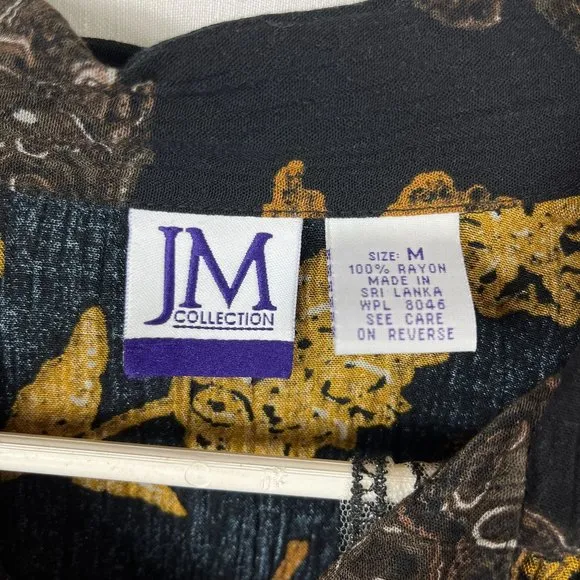 JM
COLLECTION
SIZE: M
100% RAYON
MADE IN
SRI LANKA
WPL 8046
SEE CARE
ON REVERSE